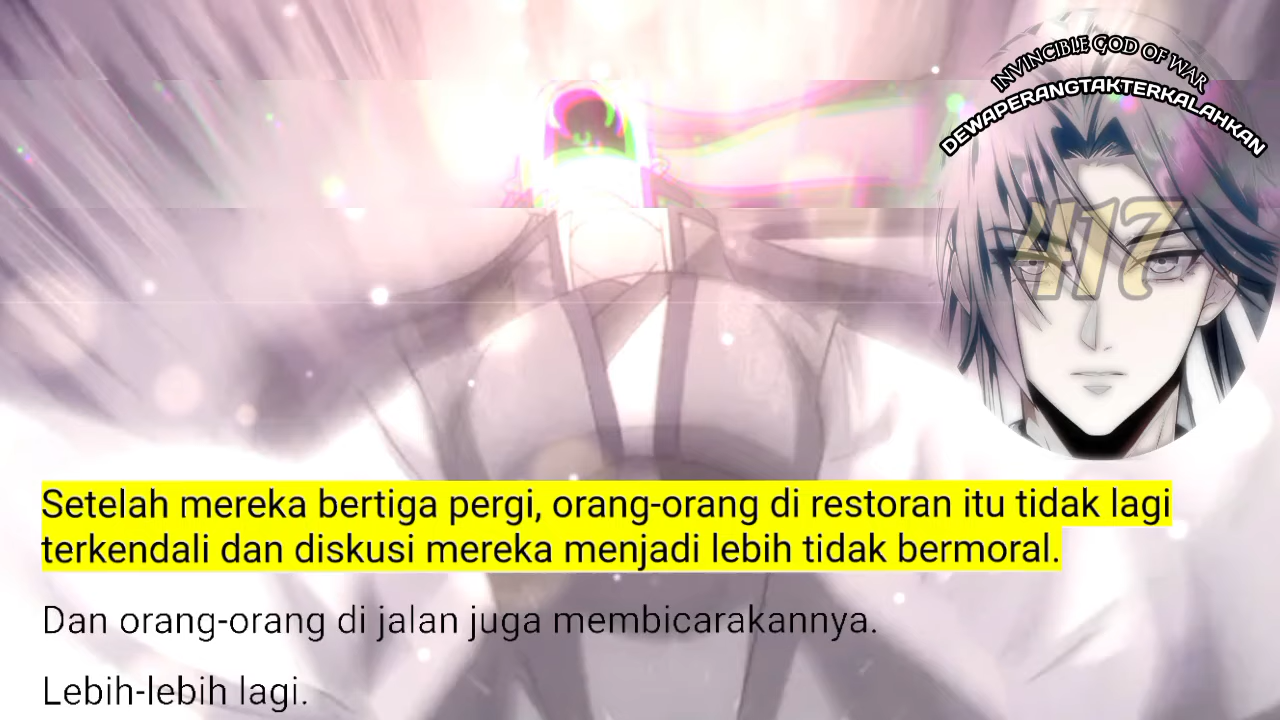 INVINCIBLE GOD OF WAR
DEWAPERANGTAKTERKALAHKAN
417
Setelah mereka bertiga pergi, orang-orang di restoran itu tidak lagi
terkendali dan diskusi mereka menjadi lebih tidak bermoral.
Dan orang-orang di jalan juga membicarakannya.
Lebih-lebih lagi.